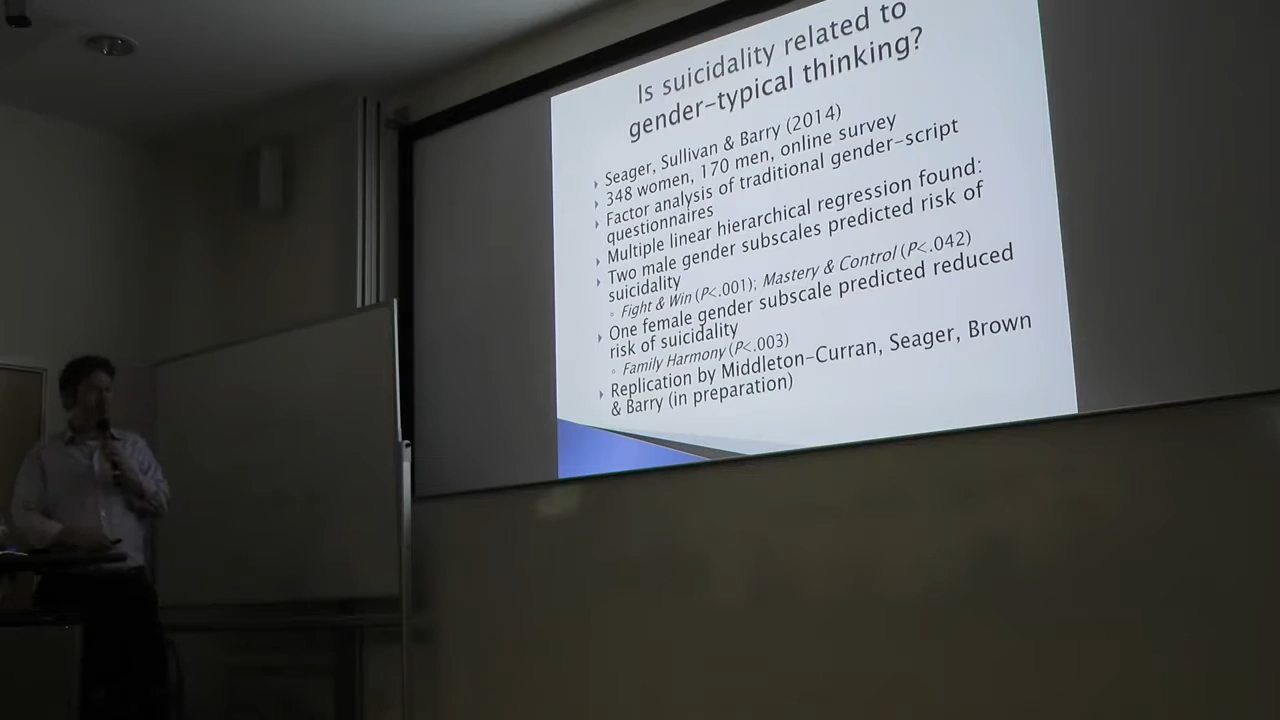 Is suicidality related to
gender-typical thinking?
Seager, Sullivan & Barry (2014)
348 women, 170 men, online survey
Factor analysis of traditional gender-script
questionnaires
Multiple linear hierarchical regression found:
Two male gender subscales predicted risk of
suicidality
Fight & Win (P<.001); Mastery & Control (P<.042)
One female gender subscale predicted reduced
risk of suicidality
Family Harmony (P<.003)
Replication by Middleton-Curran, Seager, Brown
& Barry (in preparation)